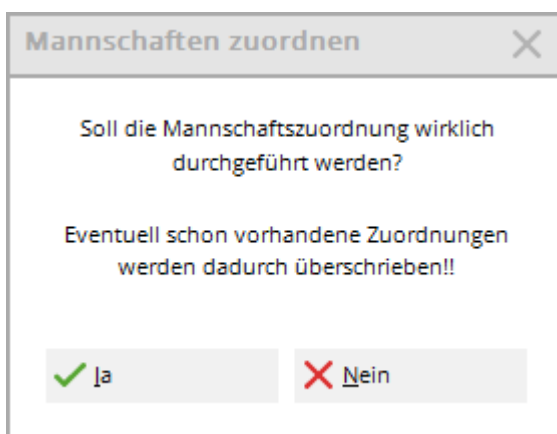 Mannschaften zuordnen
Soll die Mannschaftszuordnung wirklich
durchgeführt werden?
Eventuell schon vorhandene Zuordnungen
werden dadurch überschrieben!!
Ja
Nein